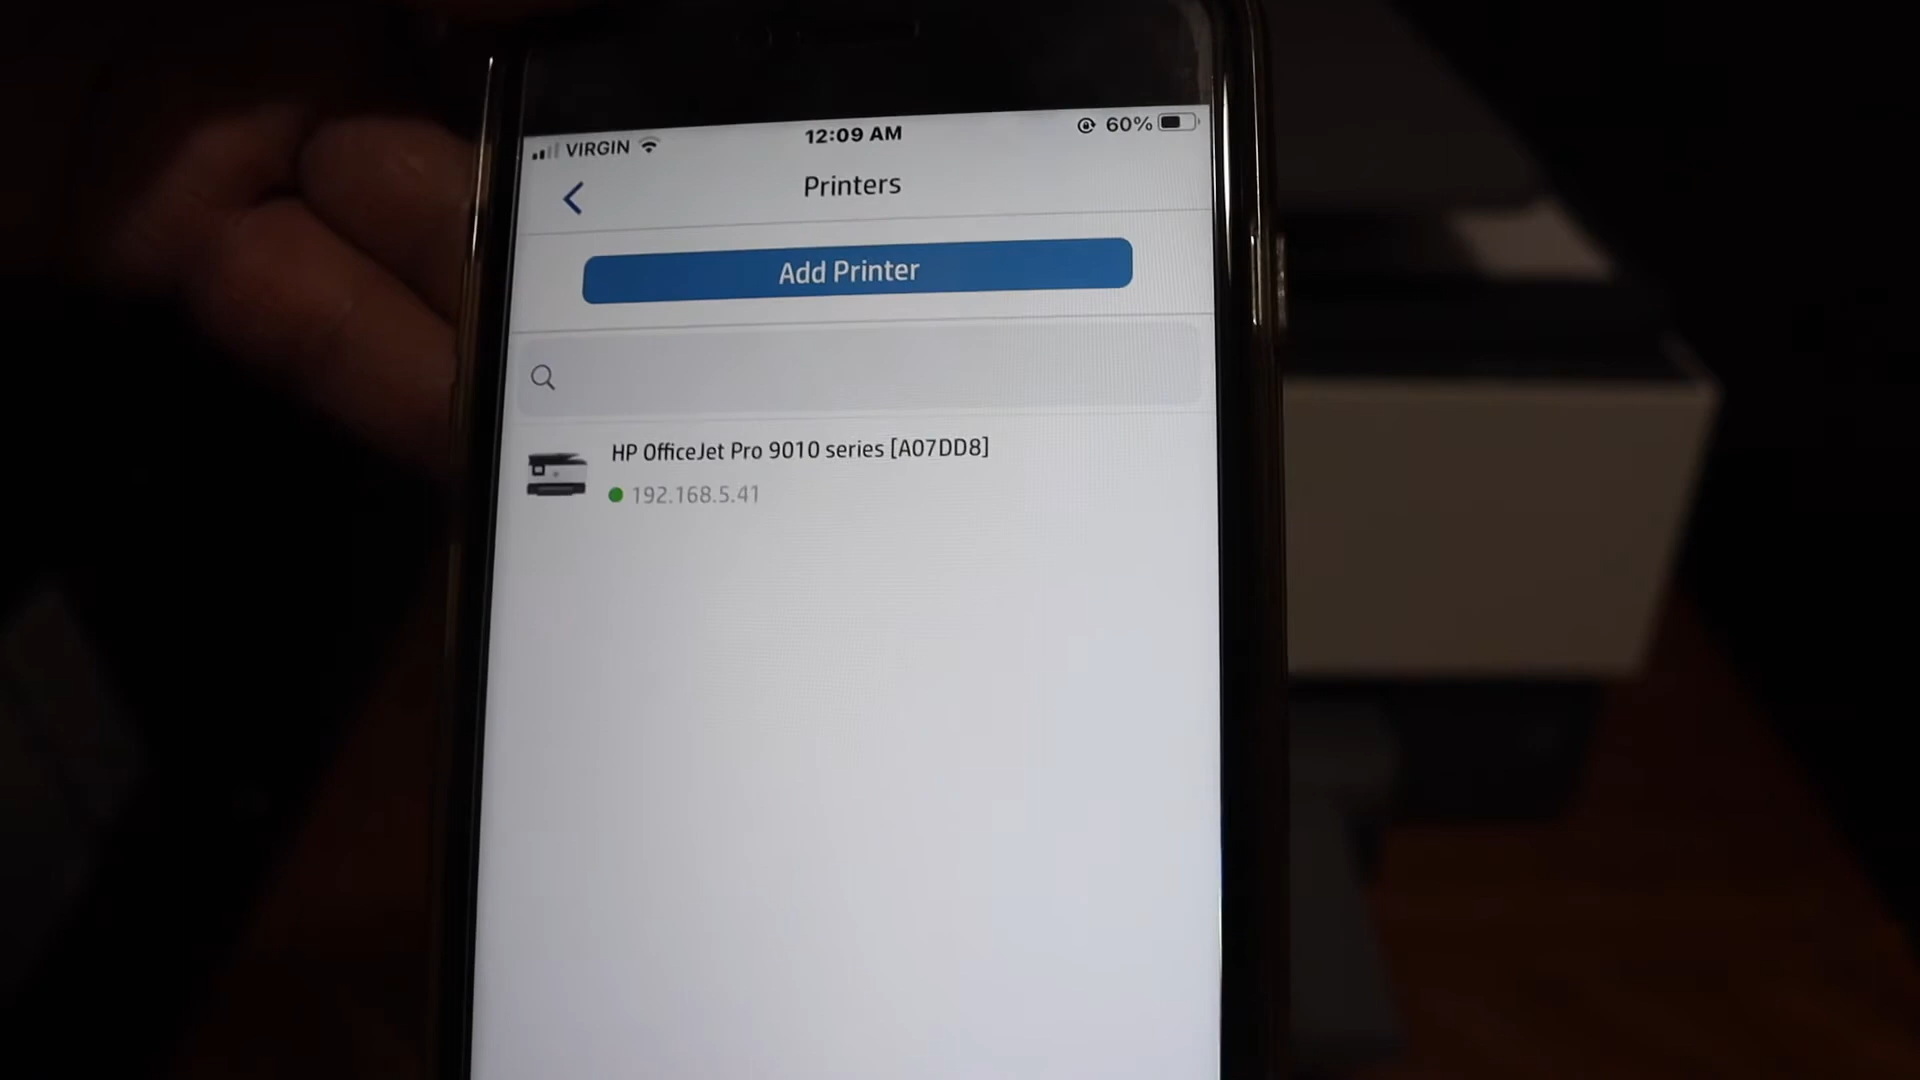 VIRGIN 12:09 AM 60%
Printers
Add Printer
HP OfficeJet Pro 9010 series [A07DD8]
192.168.5.41